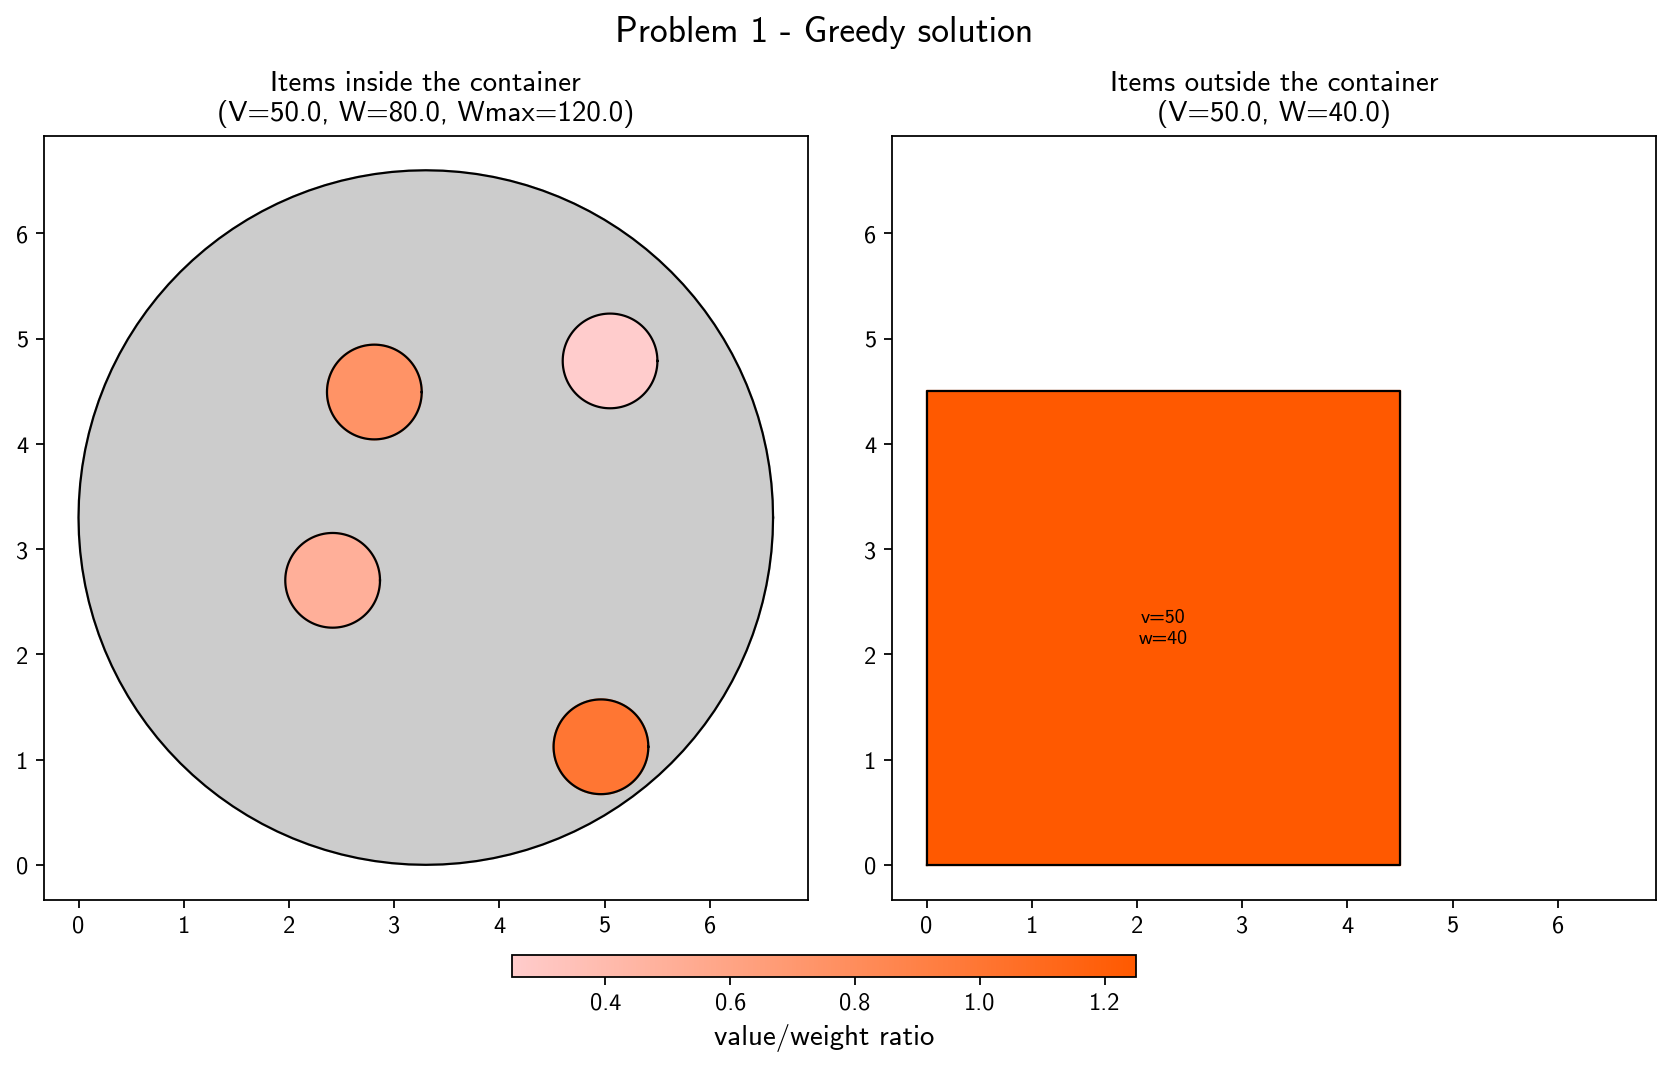 Problem 1 - Greedy solution
Items inside the container
(V=50.0, W=80.0, Wmax=120.0)
6
5
4
3
2
1
0
0 1 2 3 4 5 6
Items outside the container
(V=50.0, W=40.0)
6
5
4
3
2
1
0
v=50
w=40
0 1 2 3 4 5 6
0.4 0.6 0.8 1.0 1.2
value/weight ratio